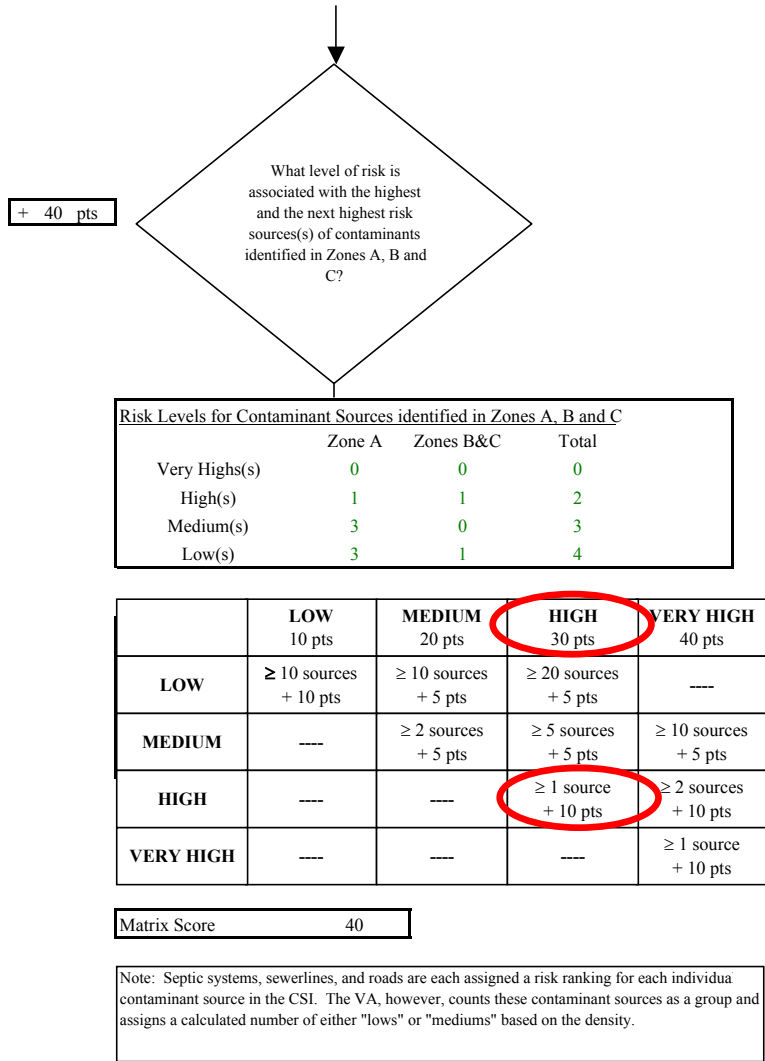 What level of risk is
associated with the highest
and the next highest risk
sources(s) of contaminants
identified in Zones A, B and
C?
+ 40 pts
Risk Levels for Contaminant Sources identified in Zones A, B and C
Zone A Zones B&C Total
Very Highs(s) 0 0 0
High(s) 1 1 2
Medium(s) 3 0 3
Low(s) 3 1 4
LOW MEDIUM HIGH VERY HIGH
10 pts 20 pts 30 pts 40 pts
LOW ≥ 10 sources ≥ 10 sources ≥ 20 sources ----
+ 10 pts + 5 pts + 5 pts
MEDIUM ---- ≥ 2 sources ≥ 5 sources ≥ 10 sources
+ 5 pts + 5 pts + 5 pts
HIGH ---- ---- ≥ 1 source ≥ 2 sources
+ 10 pts + 10 pts
VERY HIGH ---- ---- ---- ≥ 1 source
+ 10 pts
Matrix Score 40
Note: Septic systems, sewerlines, and roads are each assigned a risk ranking for each individua
contaminant source in the CSI. The VA, however, counts these contaminant sources as a group and
assigns a calculated number of either "lows" or "mediums" based on the density.